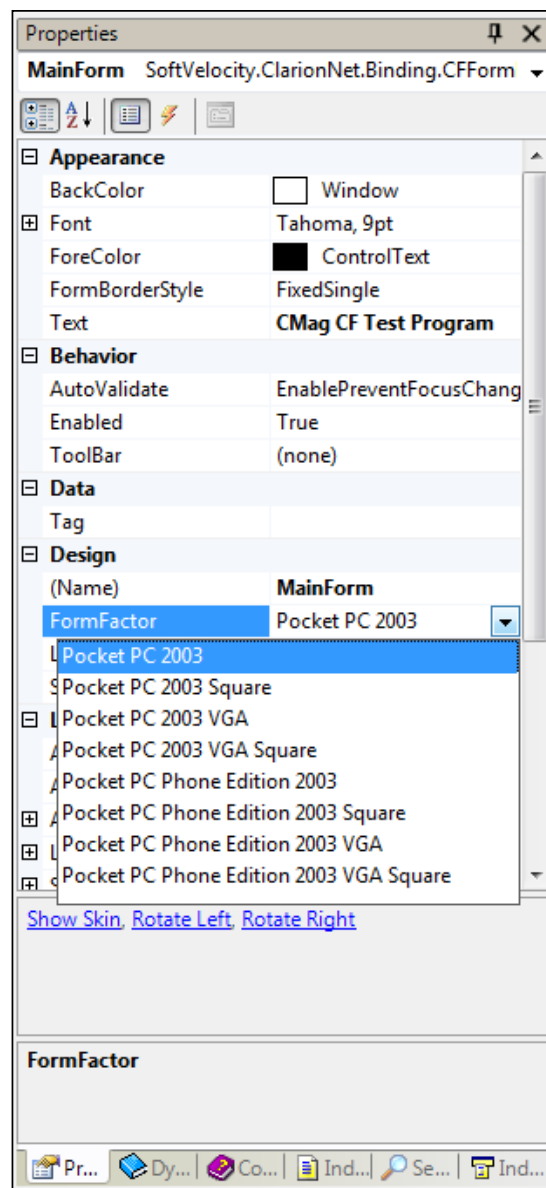 Properties
MainForm SoftVelocity.ClarionNet.Binding.CFForm
Appearance
BackColor Window
Font Tahoma, 9pt
ForeColor ControlText
FormBorderStyle FixedSingle
Text CMag CF Test Program
Behavior
AutoValidate EnablePreventFocusChang
Enabled True
ToolBar (none)
Data
Tag
Design
(Name) MainForm
FormFactor Pocket PC 2003
Pocket PC 2003
Pocket PC 2003 Square
Pocket PC 2003 VGA
Pocket PC 2003 VGA Square
Pocket PC Phone Edition 2003
Pocket PC Phone Edition 2003 Square
Pocket PC Phone Edition 2003 VGA
Pocket PC Phone Edition 2003 VGA Square
Show Skin, Rotate Left, Rotate Right
FormFactor
Pr... Dy... Co... Ind... Se... Ind...